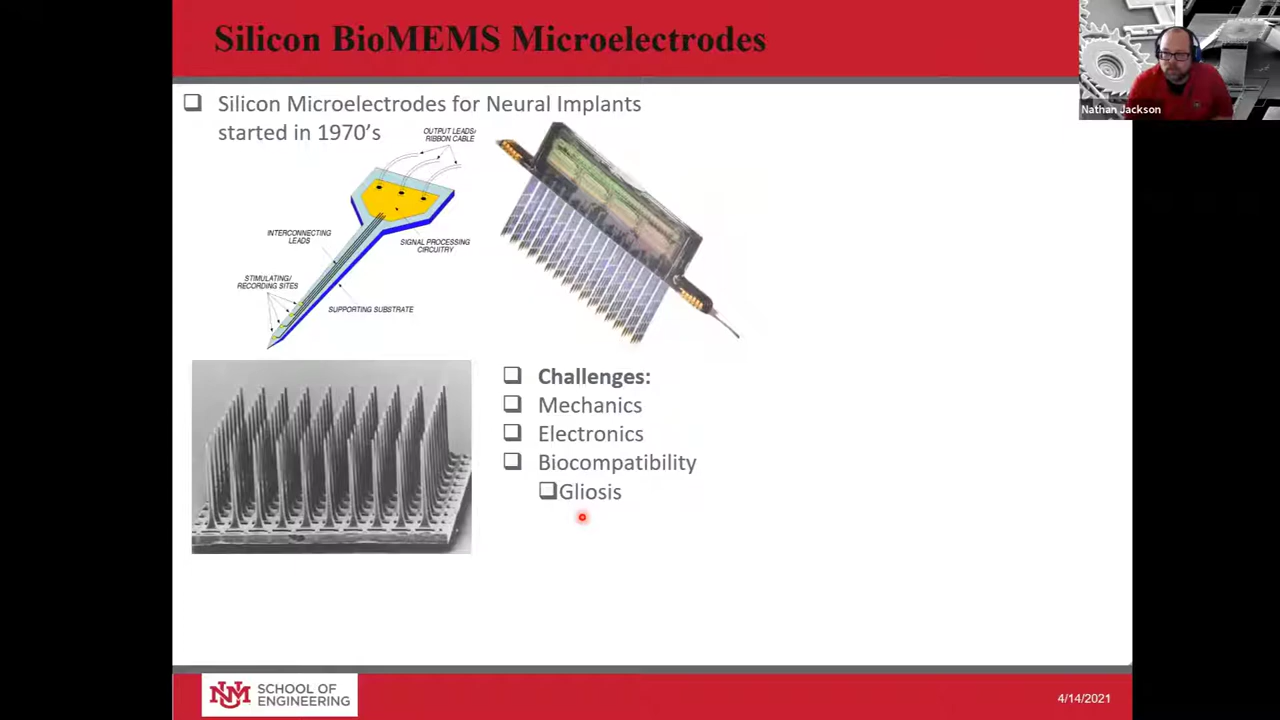 Silicon BioMEMS Microelectrodes
Nathan Jackson
Silicon Microelectrodes for Neural Implants
started in 1970's
OUTPUT LEADS/
RIBBON CABLE
INTERCONNECTING
LEADS
SIGNAL PROCESSING
CIRCUITRY
STIMULATING/
RECORDING SITES
SUPPORTING SUBSTRATE
Challenges:
Mechanics
Electronics
Biocompatibility
Gliosis
UNM
SCHOOL OF
ENGINEERING
4/14/2021